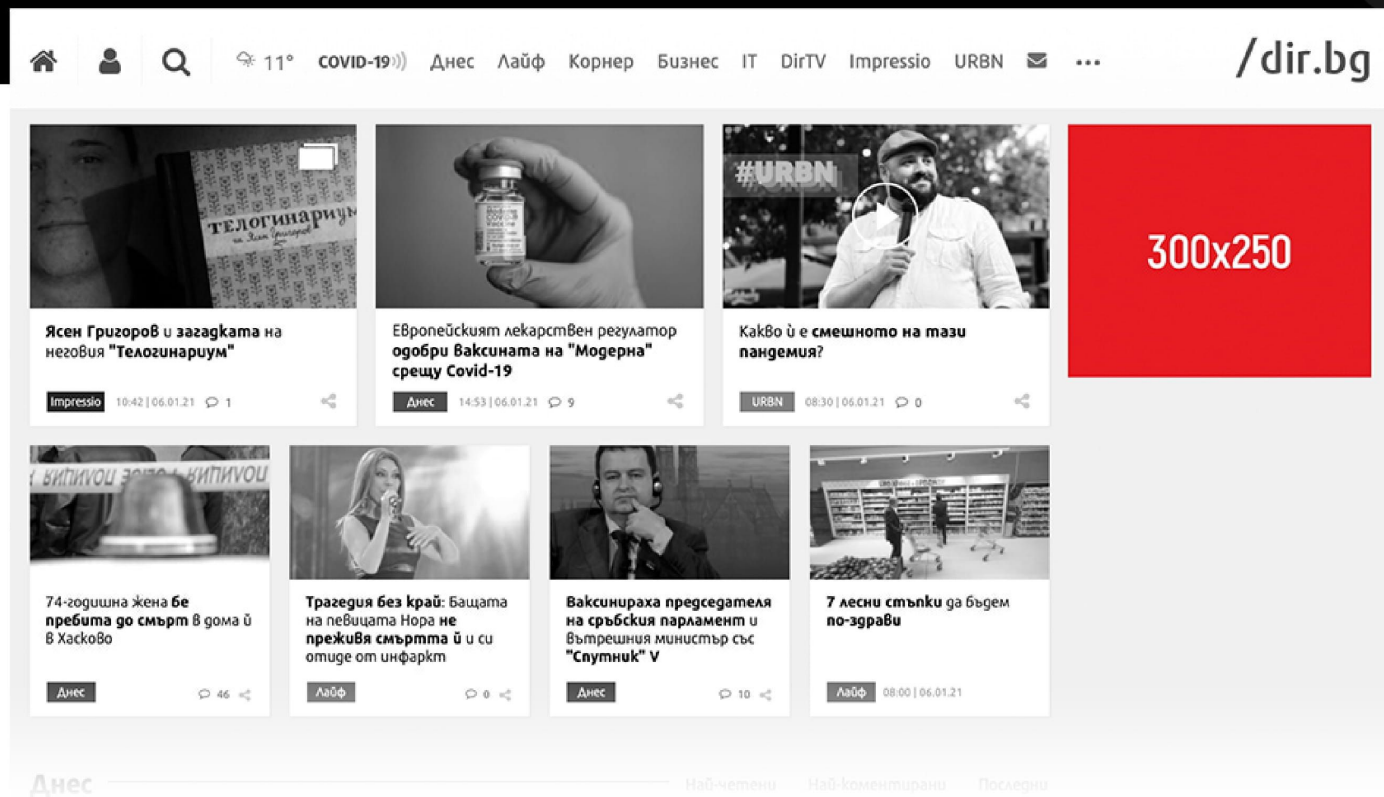 11°
COVID-19
Днес
Лайф
Корнер
Бизнес
IT
DirTV
Impressio
URBN
/dir.bg
ТЕЛОГИНАРИУМ
на Ясен Григоров
#URBN
300x250
Ясен Григоров и загадката на
неговия "Телогинариум"
Impressio
10:42 | 06.01.21
1
Европейският лекарствен регулатор
одобри ваксината на "Модерна"
срещу Covid-19
Днес
14:53 | 06.01.21
9
Какво ѝ е смешното на тази
пандемия?
URBN
08:30 | 06.01.21
0
74-годишна жена бе
пребита до смърт в дома й
в Хасково
Днес
46
Трагедия без край: Бащата
на певицата Нора не
преживя смъртта й и си
отиде от инфаркт
Лайф
0
Ваксинираха председателя
на сръбския парламент и
вътрешния министър със
"Спутник" V
Днес
10
7 лесни стъпки да бъдем
по-здрави
Лайф
08:00 | 06.01.21
Днес
Най-четени
Най-коментирани
Последни